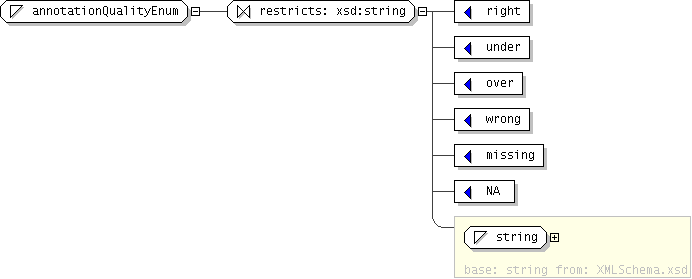 annotationQualityEnum
restricts: xsd:string
right
under
over
wrong
missing
NA
string
base: string from: XMLSchema.xsd